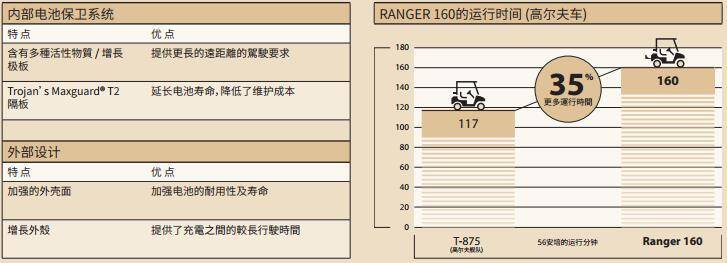 内部电池保卫系统
特点 优点
含有多種活性物質 / 增長
极板 提供更長的遠距離的駕駛要求
Trojan's Maxguard® T2
隔板 延长电池寿命,降低了维护成本
外部设计
特点 优点
加强的外壳面 加强电池的耐用性及寿命
增長外殼 提供了充電之間的較長行駛時間
RANGER 160的运行时间 (高尔夫车)
180
160
140
120
100
80
60
40
20
0
117
35%
更多運行時間
160
T-875
(高尔夫舰队)
56安培的运行分钟
Ranger 160